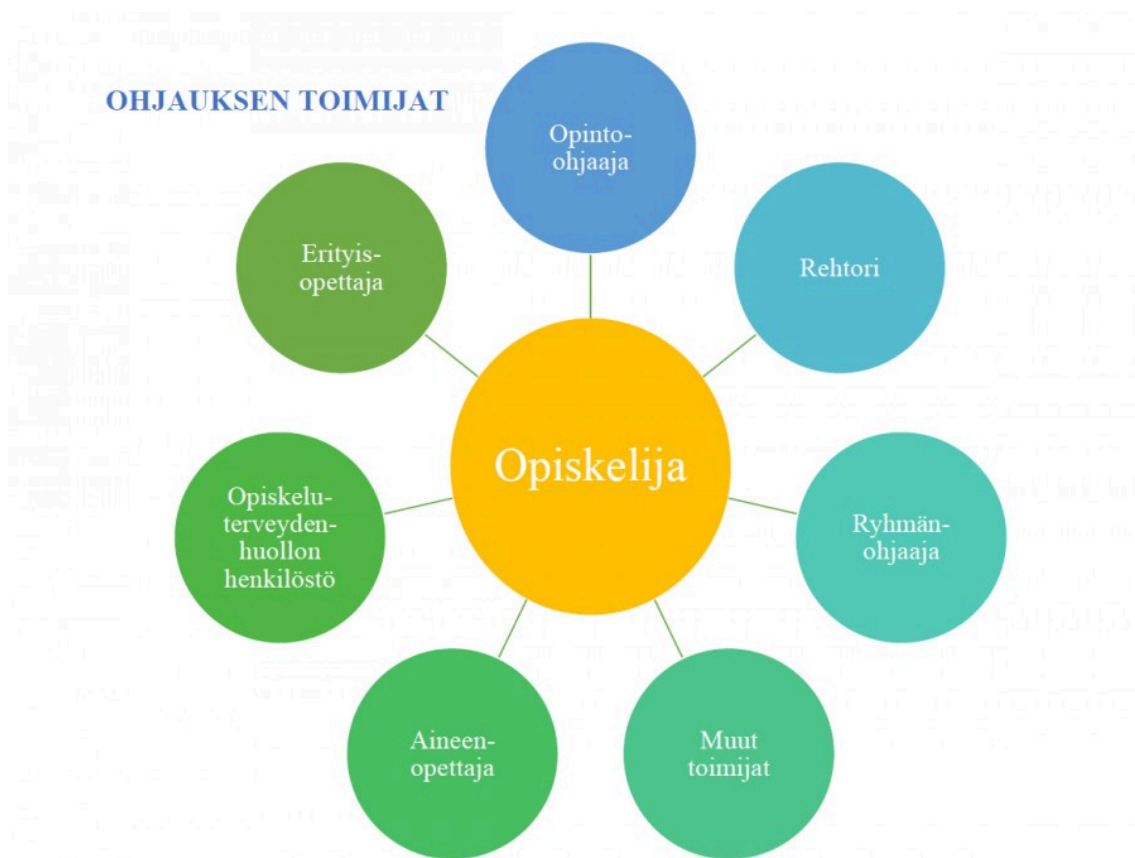 OHJAUKSEN TOIMIJAT
Opinto-
ohjaaja
Rehtori
Ryhmän-
ohjaaja
Muut
toimijat
Aineen-
opettaja
Opiskelu-
terveyden-
huollon
henkilöstö
Erityis-
opettaja
Opiskelija